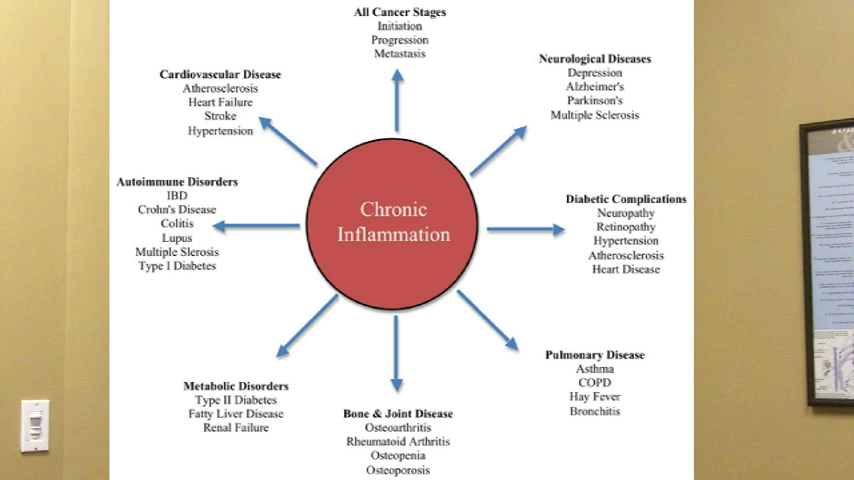 All Cancer Stages
Initiation
Progression
Metastasis
Neurological Diseases
Depression
Alzheimer's
Parkinson's
Multiple Sclerosis
Cardiovascular Disease
Atherosclerosis
Heart Failure
Stroke
Hypertension
Autoimmune Disorders
IBD
Crohn's Disease
Colitis
Lupus
Multiple Slerosis
Type I Diabetes
Chronic
Inflammation
Diabetic Complications
Neuropathy
Retinopathy
Hypertension
Atherosclerosis
Heart Disease
Pulmonary Disease
Asthma
COPD
Hay Fever
Bronchitis
Metabolic Disorders
Type II Diabetes
Fatty Liver Disease
Renal Failure
Bone & Joint Disease
Osteoarthritis
Rheumatoid Arthritis
Osteopenia
Osteoporosis